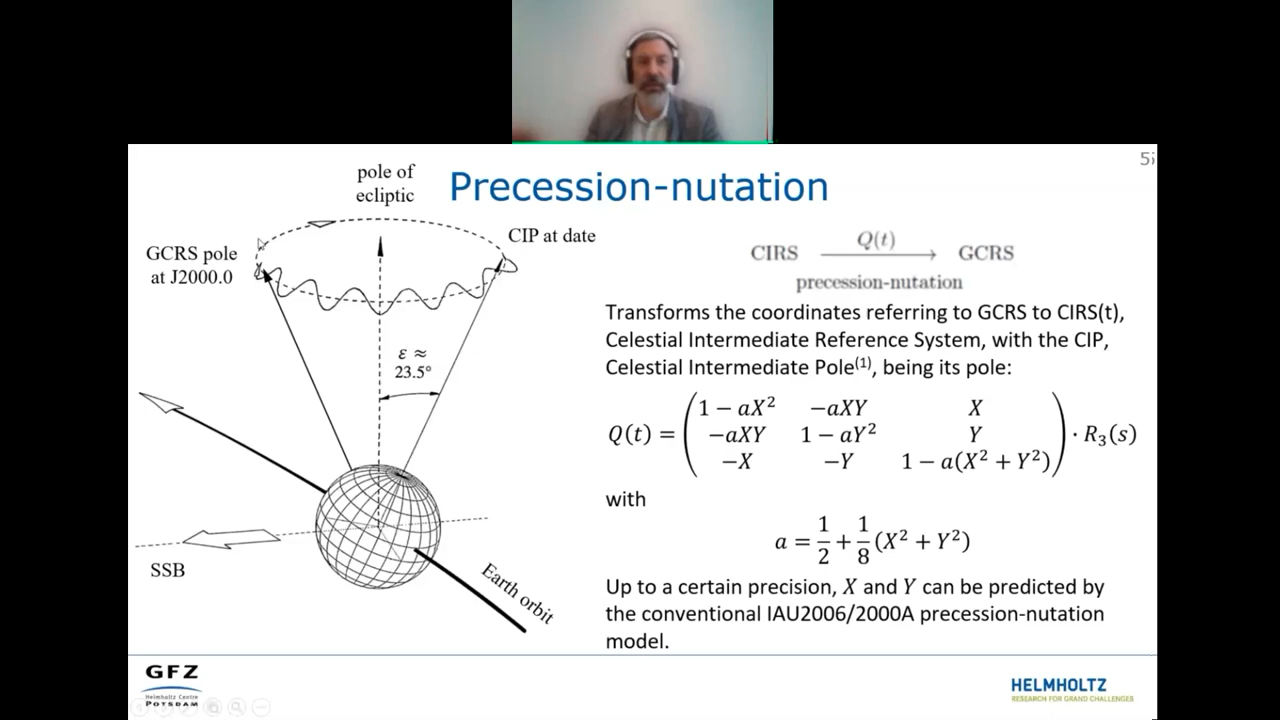 5
pole of
ecliptic
Precession-nutation
GCRS pole
at J2000.0
CIP at date
CIRS Q(t) → GCRS
precession-nutation
Transforms the coordinates referring to GCRS to CIRS(t),
Celestial Intermediate Reference System, with the CIP,
Celestial Intermediate Pole⁽¹⁾, being its pole:
ε ≈
23.5°
1 − aX² −aXY X
Q(t) = ( −aXY 1 − aY² Y ) · R₃(s)
−X −Y 1 − a(X² + Y²)
with
a = 1/2 + 1/8 (X² + Y²)
SSB
Earth orbit
Up to a certain precision, X and Y can be predicted by
the conventional IAU2006/2000A precession-nutation
model.
GFZ
Helmholtz Centre
POTSDAM
HELMHOLTZ
RESEARCH FOR GRAND CHALLENGES